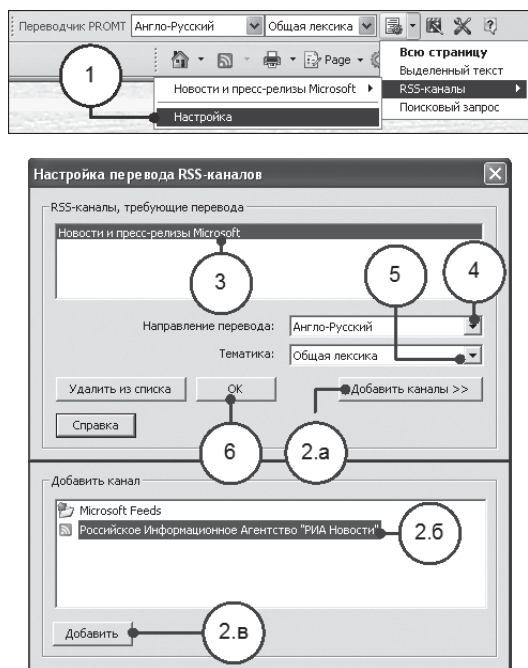 Переводчик PROMT Англо-Русский Общая лексика
Всю страницу
Page
Выделенный текст
1
Новости и пресс-релизы Microsoft
RSS-каналы
Настройка
Поисковый запрос
Настройка перевода RSS-каналов
RSS-каналы, требующие перевода
Новости и пресс-релизы Microsoft
3
5
4
Направление перевода: Англо-Русский
Тематика: Общая лексика
Удалить из списка OK Добавить каналы >>
Справка
6
2.а
Добавить канал
Microsoft Feeds
Российское Информационное Агентство "РИА Новости"
2.б
Добавить
2.в